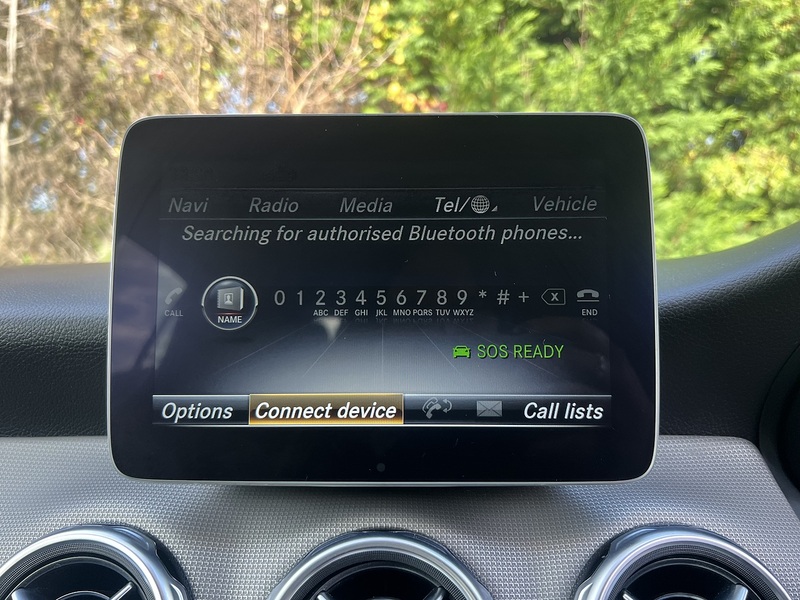 Navi Radio Media Tel/ Vehicle
Searching for authorised Bluetooth phones...
0 1 2 3 4 5 6 7 8 9 * # +
CALL NAME ABC DEF GHI JKL MNO PQRS TUV WXYZ END
SOS READY
Options Connect device Call lists